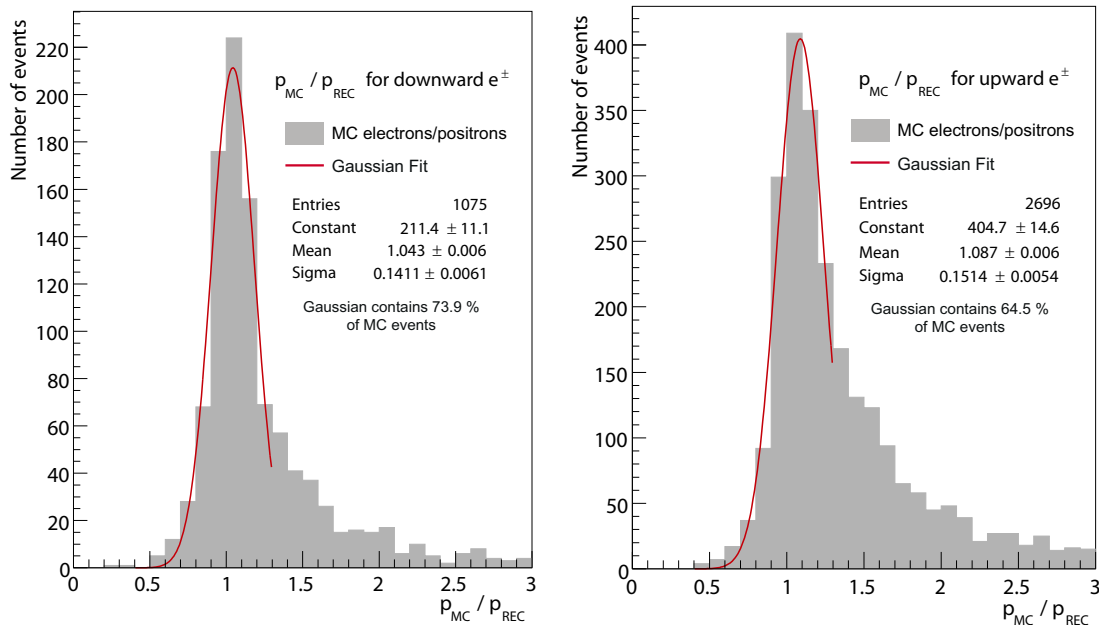 Number of events
220
200
180
160
140
120
100
80
60
40
20
0
0 0.5 1 1.5 2 2.5 3
p_MC / p_REC
p_MC / p_REC for downward e±
MC electrons/positrons
Gaussian Fit
Entries 1075
Constant 211.4 ± 11.1
Mean 1.043 ± 0.006
Sigma 0.1411 ± 0.0061
Gaussian contains 73.9 %
of MC events
Number of events
400
350
300
250
200
150
100
50
0
0 0.5 1 1.5 2 2.5 3
p_MC / p_REC
p_MC / p_REC for upward e±
MC electrons/positrons
Gaussian Fit
Entries 2696
Constant 404.7 ± 14.6
Mean 1.087 ± 0.006
Sigma 0.1514 ± 0.0054
Gaussian contains 64.5 %
of MC events